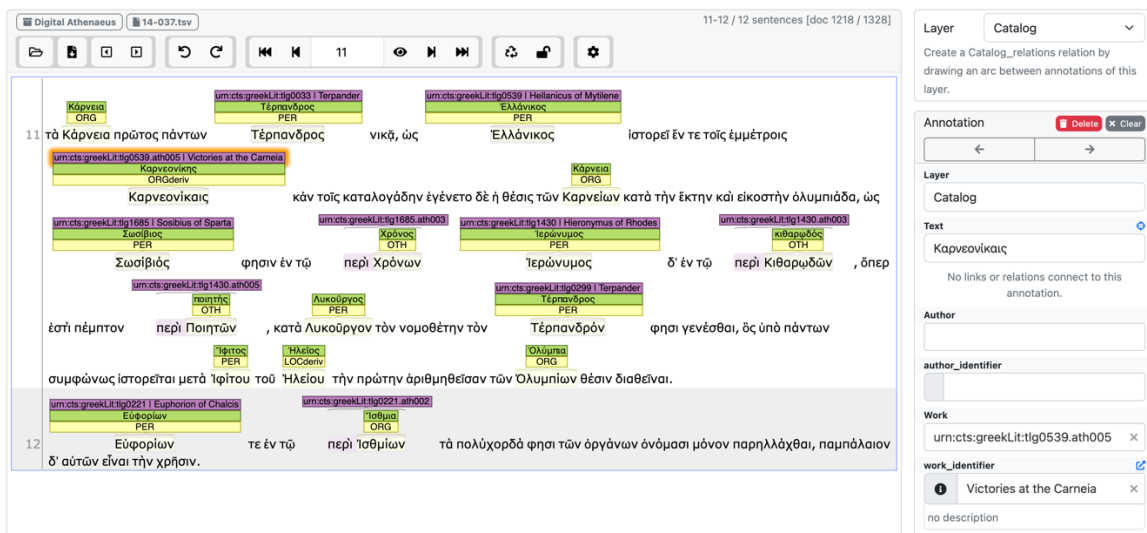 Digital Athenaeus 14-037.tsv 11-12 / 12 sentences [doc 1218 / 1328]
11
urn:cts:greekLit:tlg0033 I Terpander urn:cts:greekLit:tlg0539 I Hellanicus of Mytilene
Κάρνεια Τέρπανδρος Ἑλλάνικος
ORG PER PER
11 τὰ Κάρνεια πρῶτος πάντων Τέρπανδρος νικᾷ, ὡς Ἑλλάνικος ἱστορεῖ ἔν τε τοῖς ἐμμέτροις
urn:cts:greekLit:tlg0539.ath005 I Victories at the Carneia
Καρνεονίκης Κάρνεια
ORGderiv ORG
Καρνεονίκαις κἀν τοῖς καταλογάδην ἐγένετο δὲ ἡ θέσις τῶν Καρνείων κατὰ τὴν ἕκτην καὶ εἰκοστὴν ὀλυμπιάδα, ὡς
urn:cts:greekLit:tlg1685 I Sosibius of Sparta urn:cts:greekLit:tlg1685.ath003 urn:cts:greekLit:tlg1430 I Hieronymus of Rhodes urn:cts:greekLit:tlg1430.ath003
Σωσίβιος Χρόνος Ἱερώνυμος κιθαρῳδός
PER OTH PER OTH
Σωσίβιός φησιν ἐν τῷ περὶ Χρόνων Ἱερώνυμος δ' ἐν τῷ περὶ Κιθαρῳδῶν , ὅπερ
urn:cts:greekLit:tlg1430.ath005 urn:cts:greekLit:tlg0299 I Terpander
ποιητής Λυκοῦργος Τέρπανδρος
OTH PER PER
ἐστὶ πέμπτον περὶ Ποιητῶν , κατὰ Λυκοῦργον τὸν νομοθέτην τὸν Τέρπανδρόν φησι γενέσθαι, ὃς ὑπὸ πάντων
Ἴφιτος Ἠλεῖος Ὀλύμπια
PER LOCderiv ORG
συμφώνως ἱστορεῖται μετὰ Ἰφίτου τοῦ Ἠλείου τὴν πρώτην ἀριθμηθεῖσαν τῶν Ὀλυμπίων θέσιν διαθεῖναι.
urn:cts:greekLit:tlg0221 I Euphorion of Chalcis urn:cts:greekLit:tlg0221.ath002
Εὐφορίων Ἴσθμια
PER ORG
12 Εὐφορίων τε ἐν τῷ περὶ Ἰσθμίων τὰ πολύχορδά φησι τῶν ὀργάνων ὀνόμασι μόνον παρηλλάχθαι, παμπάλαιον
δ' αὐτῶν εἶναι τὴν χρῆσιν.
Layer Catalog
Create a Catalog_relations relation by
drawing an arc between annotations of this
layer.
Annotation Delete Clear
Layer
Catalog
Text
Καρνεονίκαις
No links or relations connect to this
annotation.
Author
author_identifier
Work
urn:cts:greekLit:tlg0539.ath005
work_identifier
Victories at the Carneia
no description